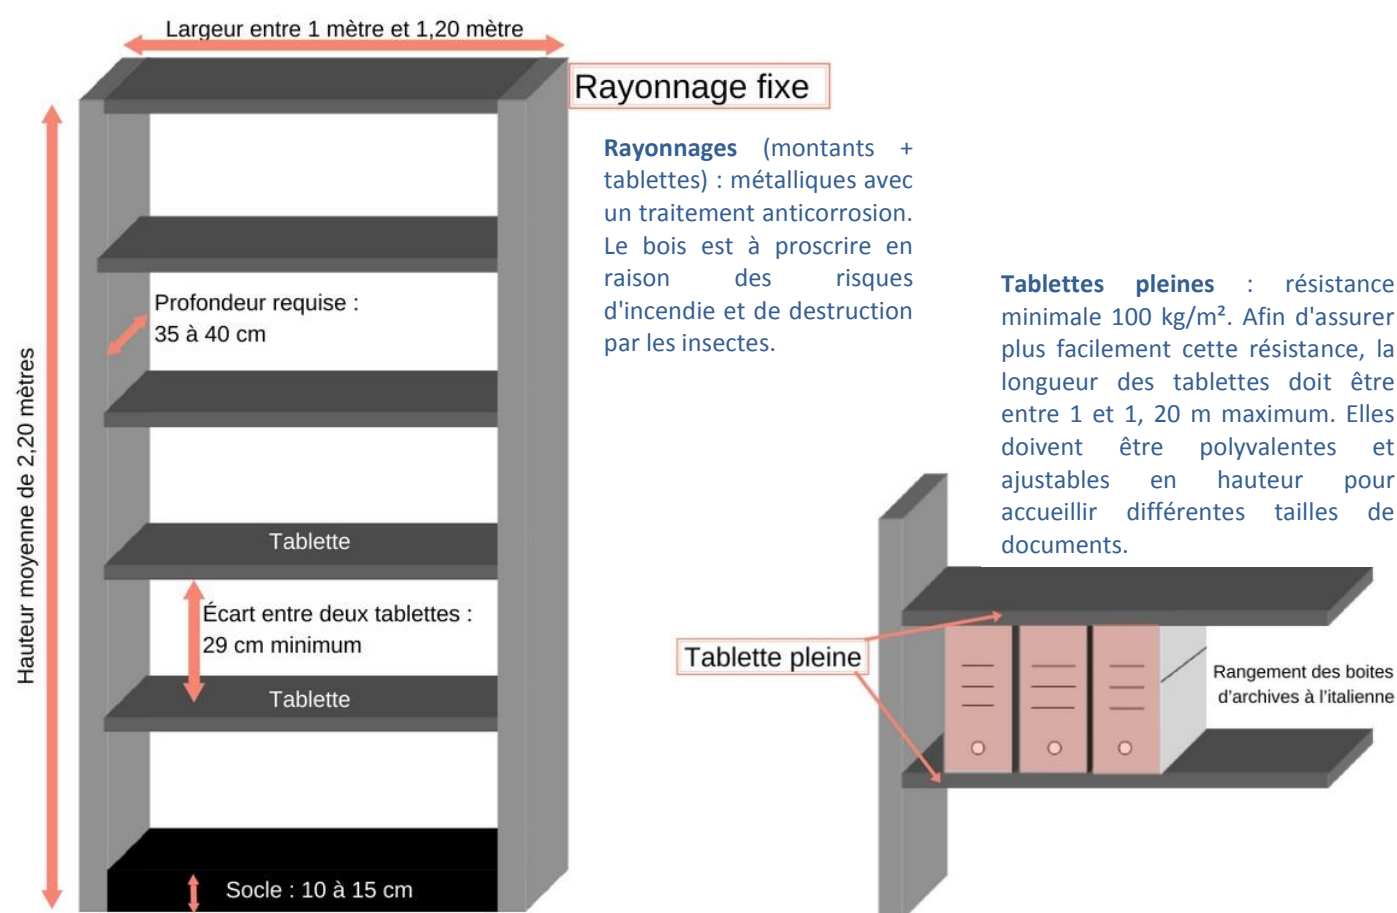 Largeur entre 1 mètre et 1,20 mètre
Rayonnage fixe
Hauteur moyenne de 2,20 mètres
Rayonnages (montants +
tablettes) : métalliques avec
un traitement anticorrosion.
Le bois est à proscrire en
raison des risques
d'incendie et de destruction
par les insectes.
Profondeur requise :
35 à 40 cm
Tablette
Écart entre deux tablettes :
29 cm minimum
Tablette
Socle : 10 à 15 cm
Tablettes pleines : résistance
minimale 100 kg/m². Afin d'assurer
plus facilement cette résistance, la
longueur des tablettes doit être
entre 1 et 1, 20 m maximum. Elles
doivent être polyvalentes et
ajustables en hauteur pour
accueillir différentes tailles de
documents.
Tablette pleine
Rangement des boites
d'archives à l'italienne